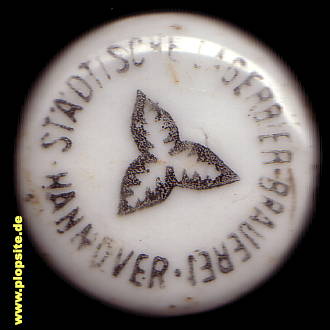 STÄDTISCHE LAGERBIER-BRAUEREI · HANNOVER ·
www.plopsite.de